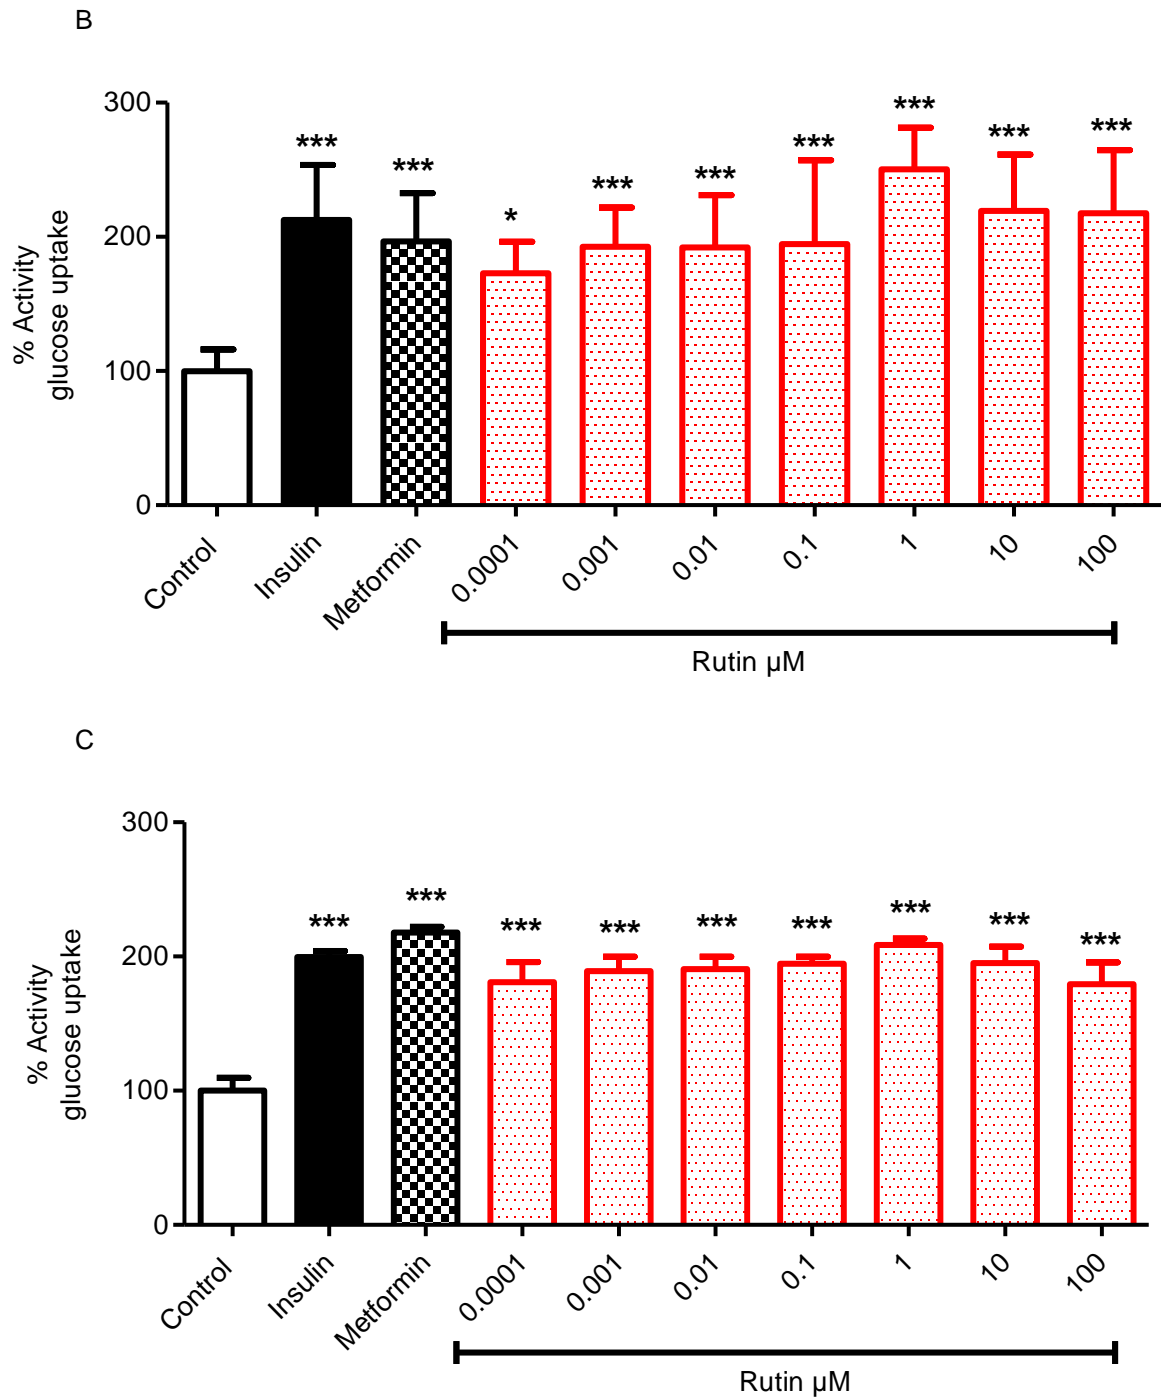 B
300
200
100
0
% Activity
glucose uptake
***
***
*
***
***
***
***
***
***
Control
Insulin
Metformin
0.0001
0.001
0.01
0.1
1
10
100
Rutin µM
C
300
200
100
0
% Activity
glucose uptake
***
***
***
***
***
***
***
***
***
Control
Insulin
Metformin
0.0001
0.001
0.01
0.1
1
10
100
Rutin µM